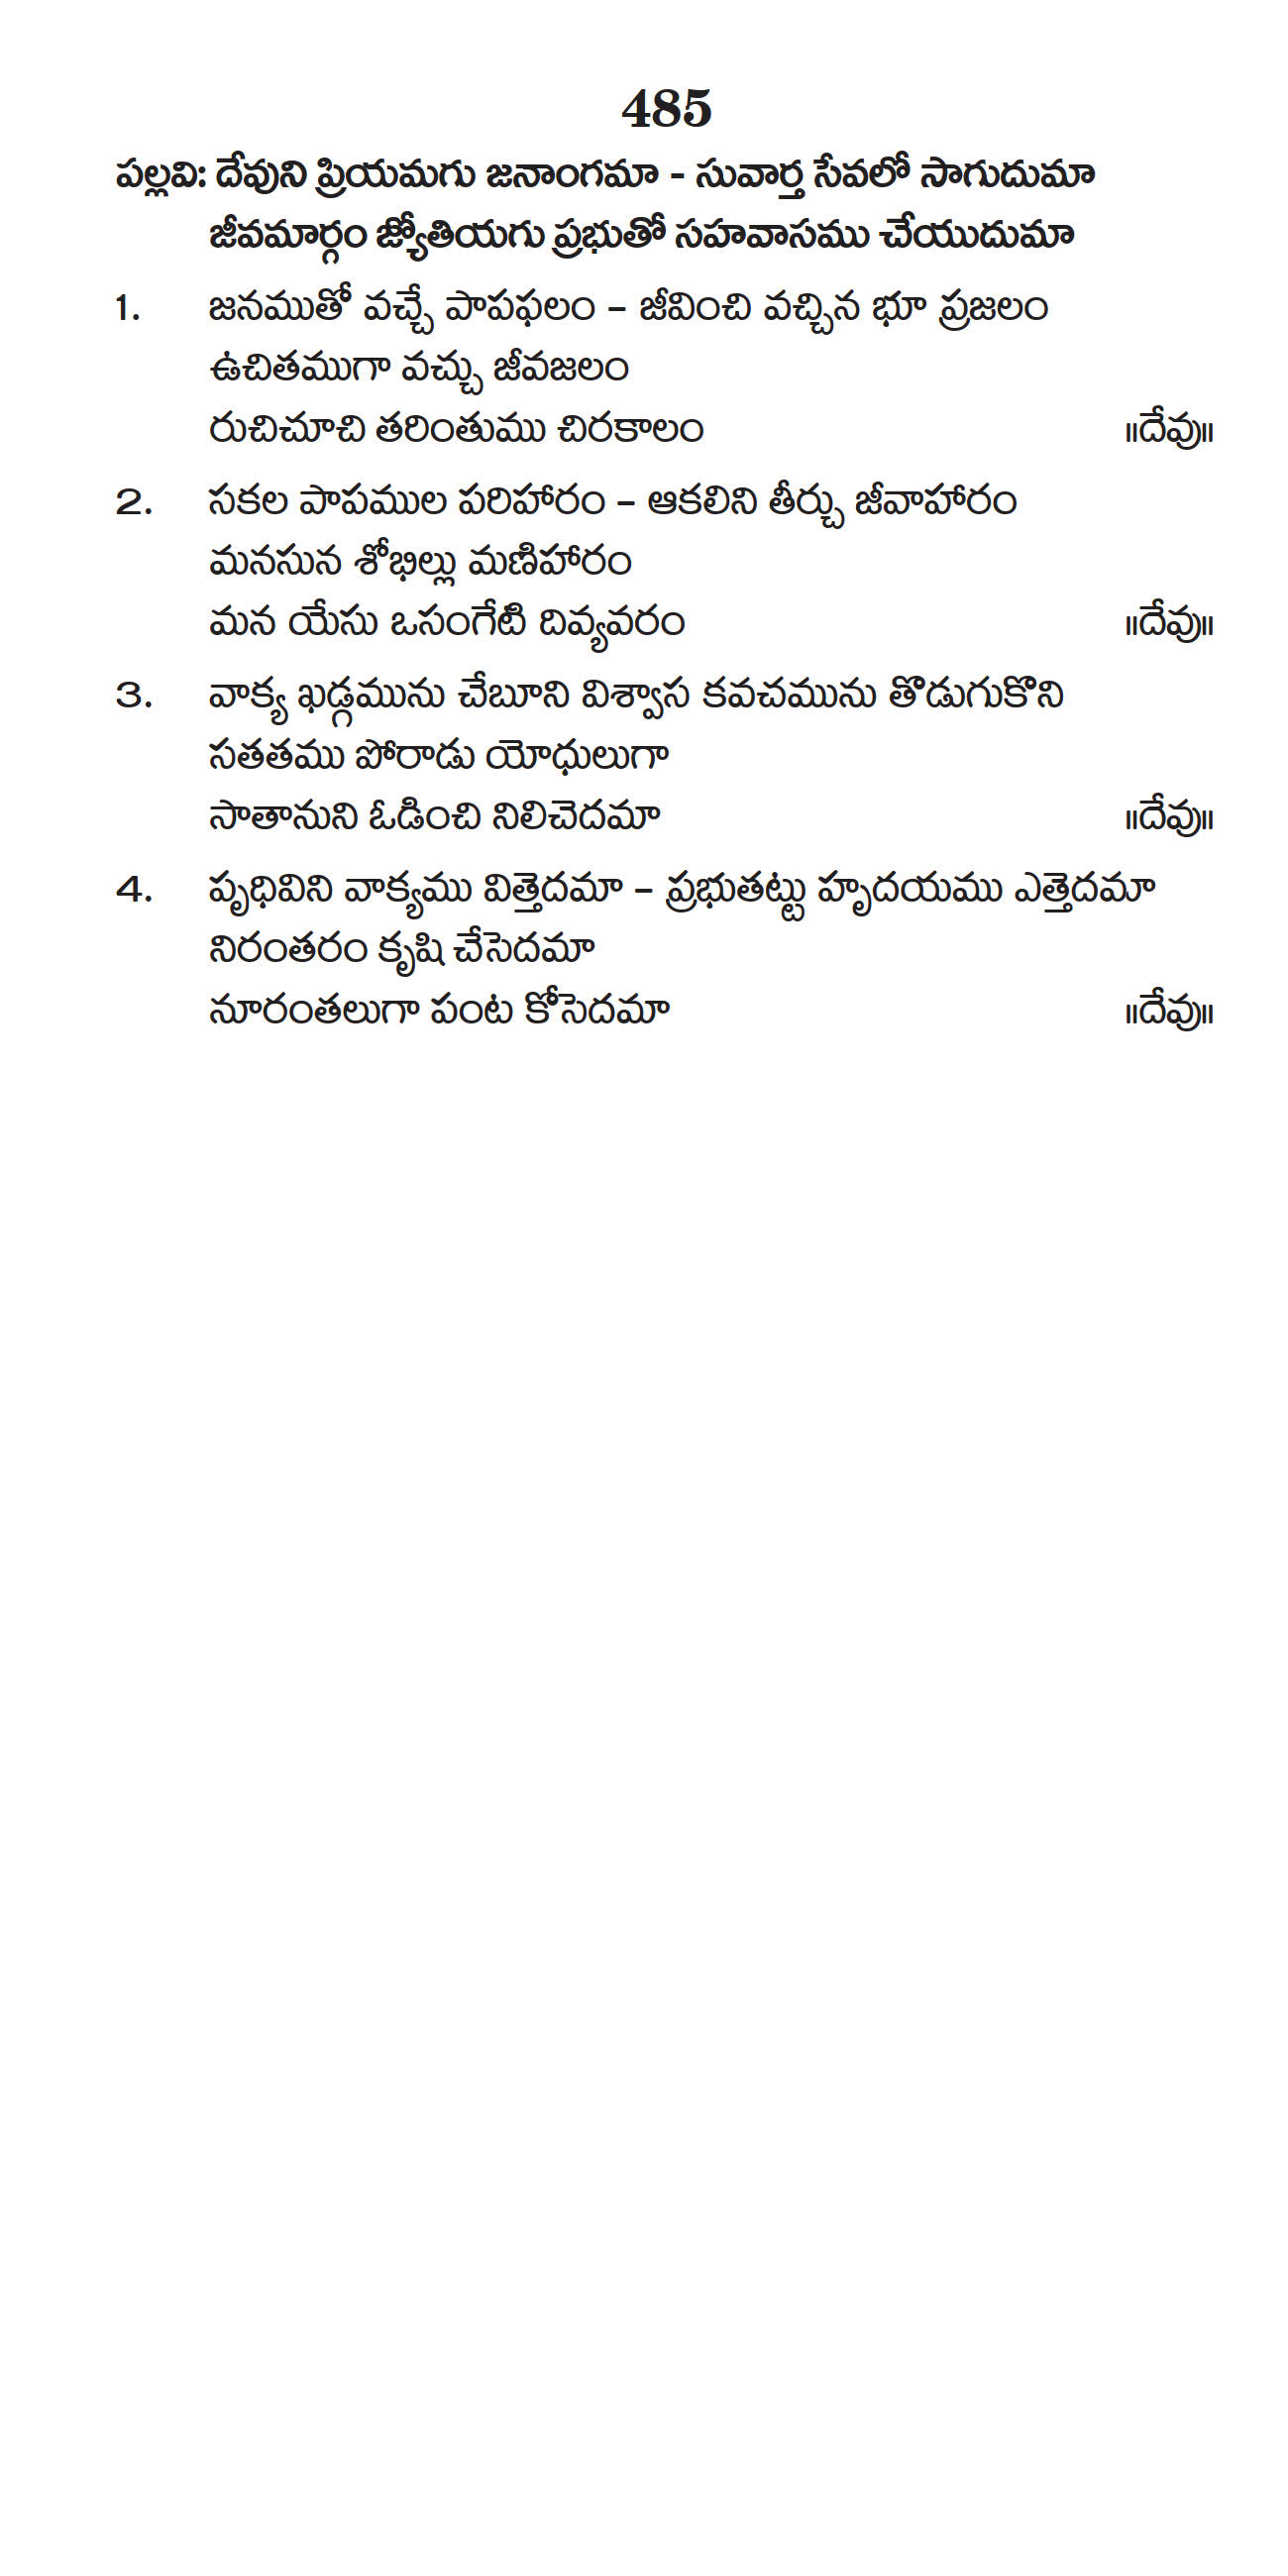 485
పల్లవి: దేవుని ప్రియమగు జనాంగమా - సువార్త సేవలో సాగుదుమా
జీవమార్గం జ్యోతియగు ప్రభుతో సహవాసము చేయుదుమా
1. జనముతో వచ్చే పాపఫలం – జీవించి వచ్చిన భూ ప్రజలం
ఉచితముగా వచ్చు జీవజలం
రుచిచూచి తరింతుము చిరకాలం ॥దేవు॥
2. సకల పాపముల పరిహారం – ఆకలిని తీర్చు జీవాహారం
మనసున శోభిల్లు మణిహారం
మన యేసు ఒసంగేటి దివ్యవరం ॥దేవు॥
3. వాక్య ఖడ్గమును చేబూని విశ్వాస కవచమును తొడుగుకొని
సతతము పోరాడు యోధులుగా
సాతానుని ఓడించి నిలిచెదమా ॥దేవు॥
4. పృధివిని వాక్యము విత్తెదమా – ప్రభుతట్టు హృదయము ఎత్తెదమా
నిరంతరం కృషి చేసెదమా
నూరంతలుగా పంట కోసెదమా ॥దేవు॥